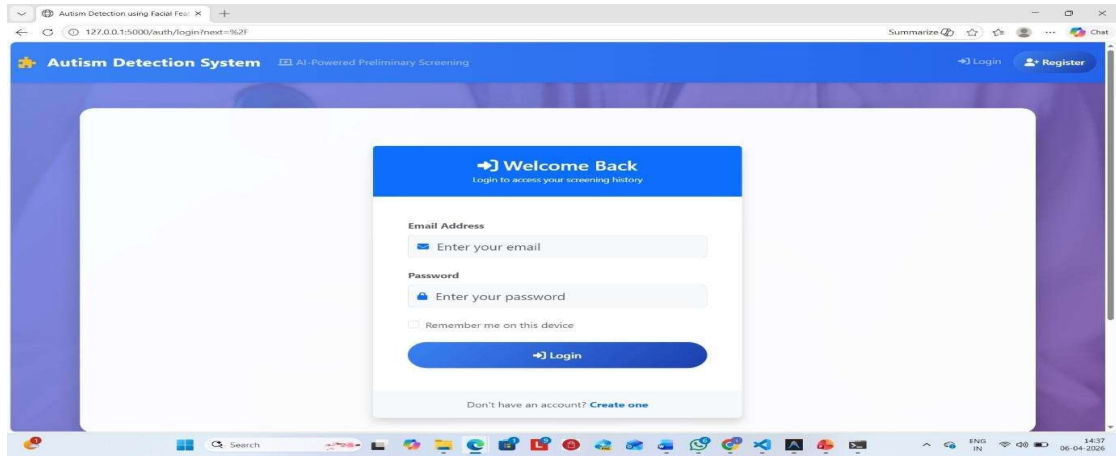 Autism Detection using Facial Fea
127.0.0.1:5000/auth/login?next=%2F
Summarize
Chat
Autism Detection System
AI-Powered Preliminary Screening
Login
Register
Welcome Back
Login to access your screening history
Email Address
Enter your email
Password
Enter your password
Remember me on this device
Login
Don't have an account? Create one
Search
ENG
IN
14:37
06-04-2026